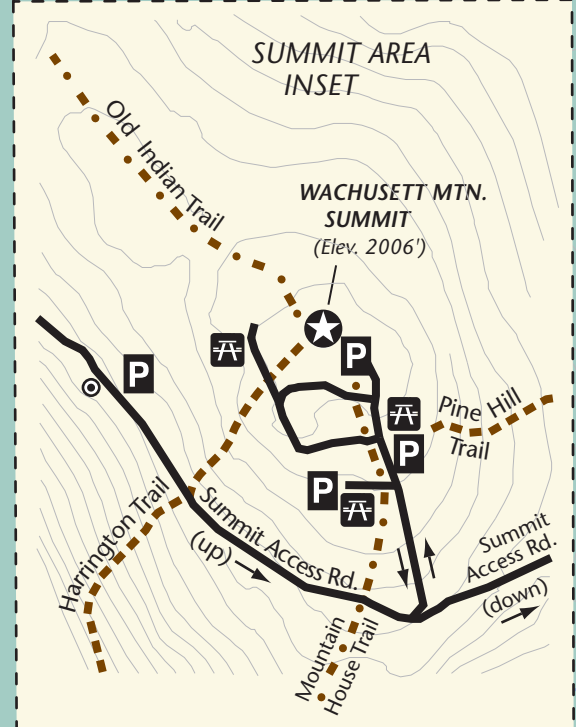 SUMMIT AREA
INSET
Old Indian Trail
WACHUSETT MTN.
SUMMIT
(Elev. 2006')
P
P
Pine Hill
Trail
P
P
Harrington Trail
Summit Access Rd.
(up)
Summit
Access Rd.
(down)
Mountain
House Trail